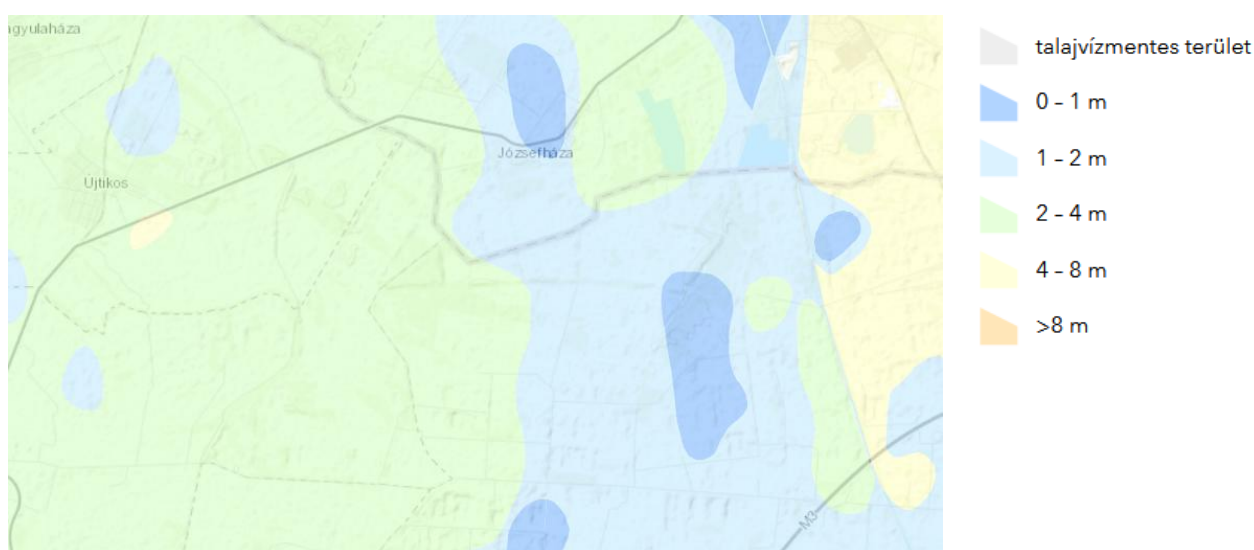 agyulaháza
Újtikos
Józsefháza
M3
talajvízmentes terület
0 - 1 m
1 - 2 m
2 - 4 m
4 - 8 m
>8 m